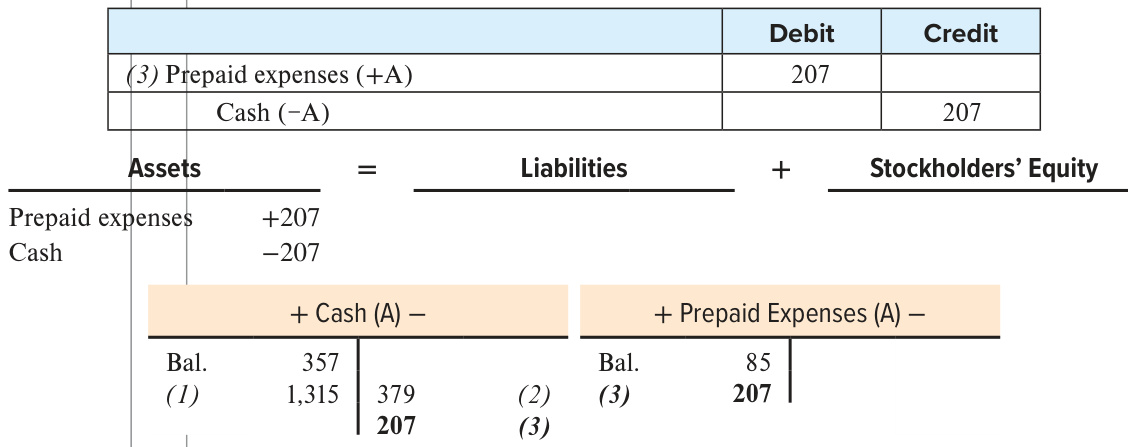 Debit Credit
(3) Prepaid expenses (+A) 207
Cash (−A) 207
Assets = Liabilities + Stockholders’ Equity
Prepaid expenses +207
Cash −207
+ Cash (A) − + Prepaid Expenses (A) −
Bal. 357 Bal. 85
(1) 1,315 379 (2) (3) 207
207 (3)